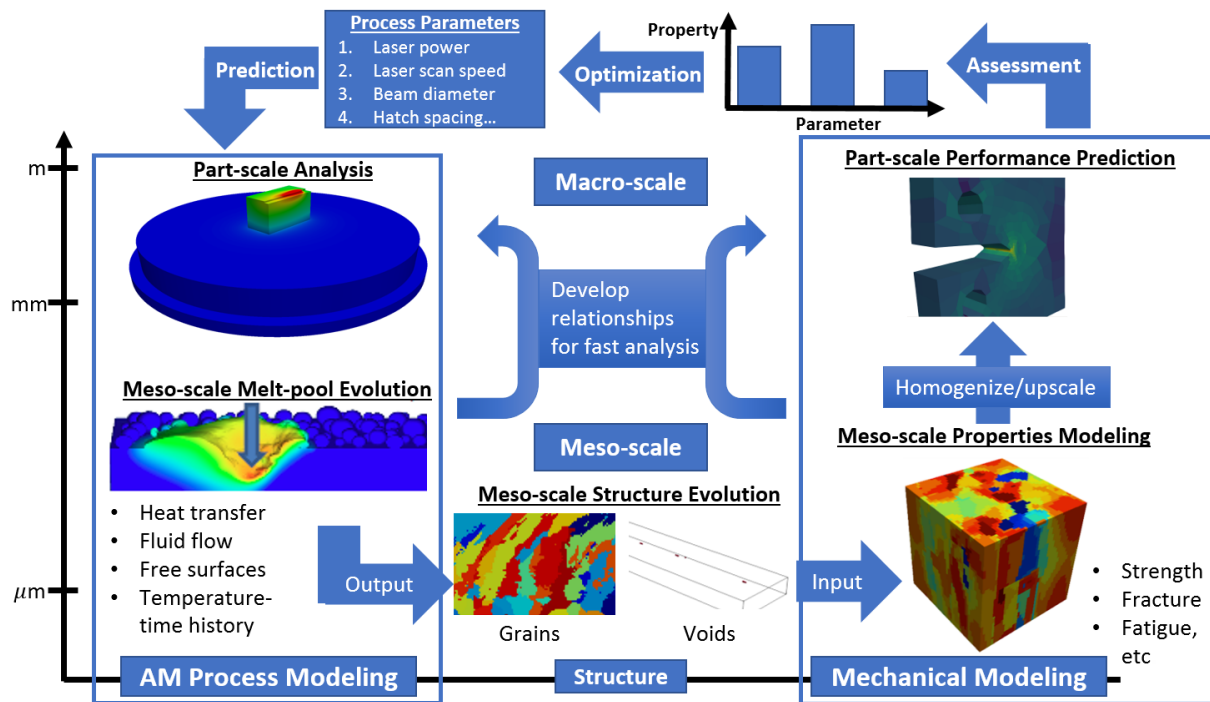 Process Parameters
1. Laser power
2. Laser scan speed
3. Beam diameter
4. Hatch spacing...
Prediction
Optimization
Property
Parameter
Assessment
m
mm
μm
Part-scale Analysis
Meso-scale Melt-pool Evolution
• Heat transfer
• Fluid flow
• Free surfaces
• Temperature-
time history
AM Process Modeling
Output
Macro-scale
Develop
relationships
for fast analysis
Meso-scale
Meso-scale Structure Evolution
Grains
Voids
Structure
Input
Part-scale Performance Prediction
Homogenize/upscale
Meso-scale Properties Modeling
• Strength
• Fracture
• Fatigue,
etc
Mechanical Modeling